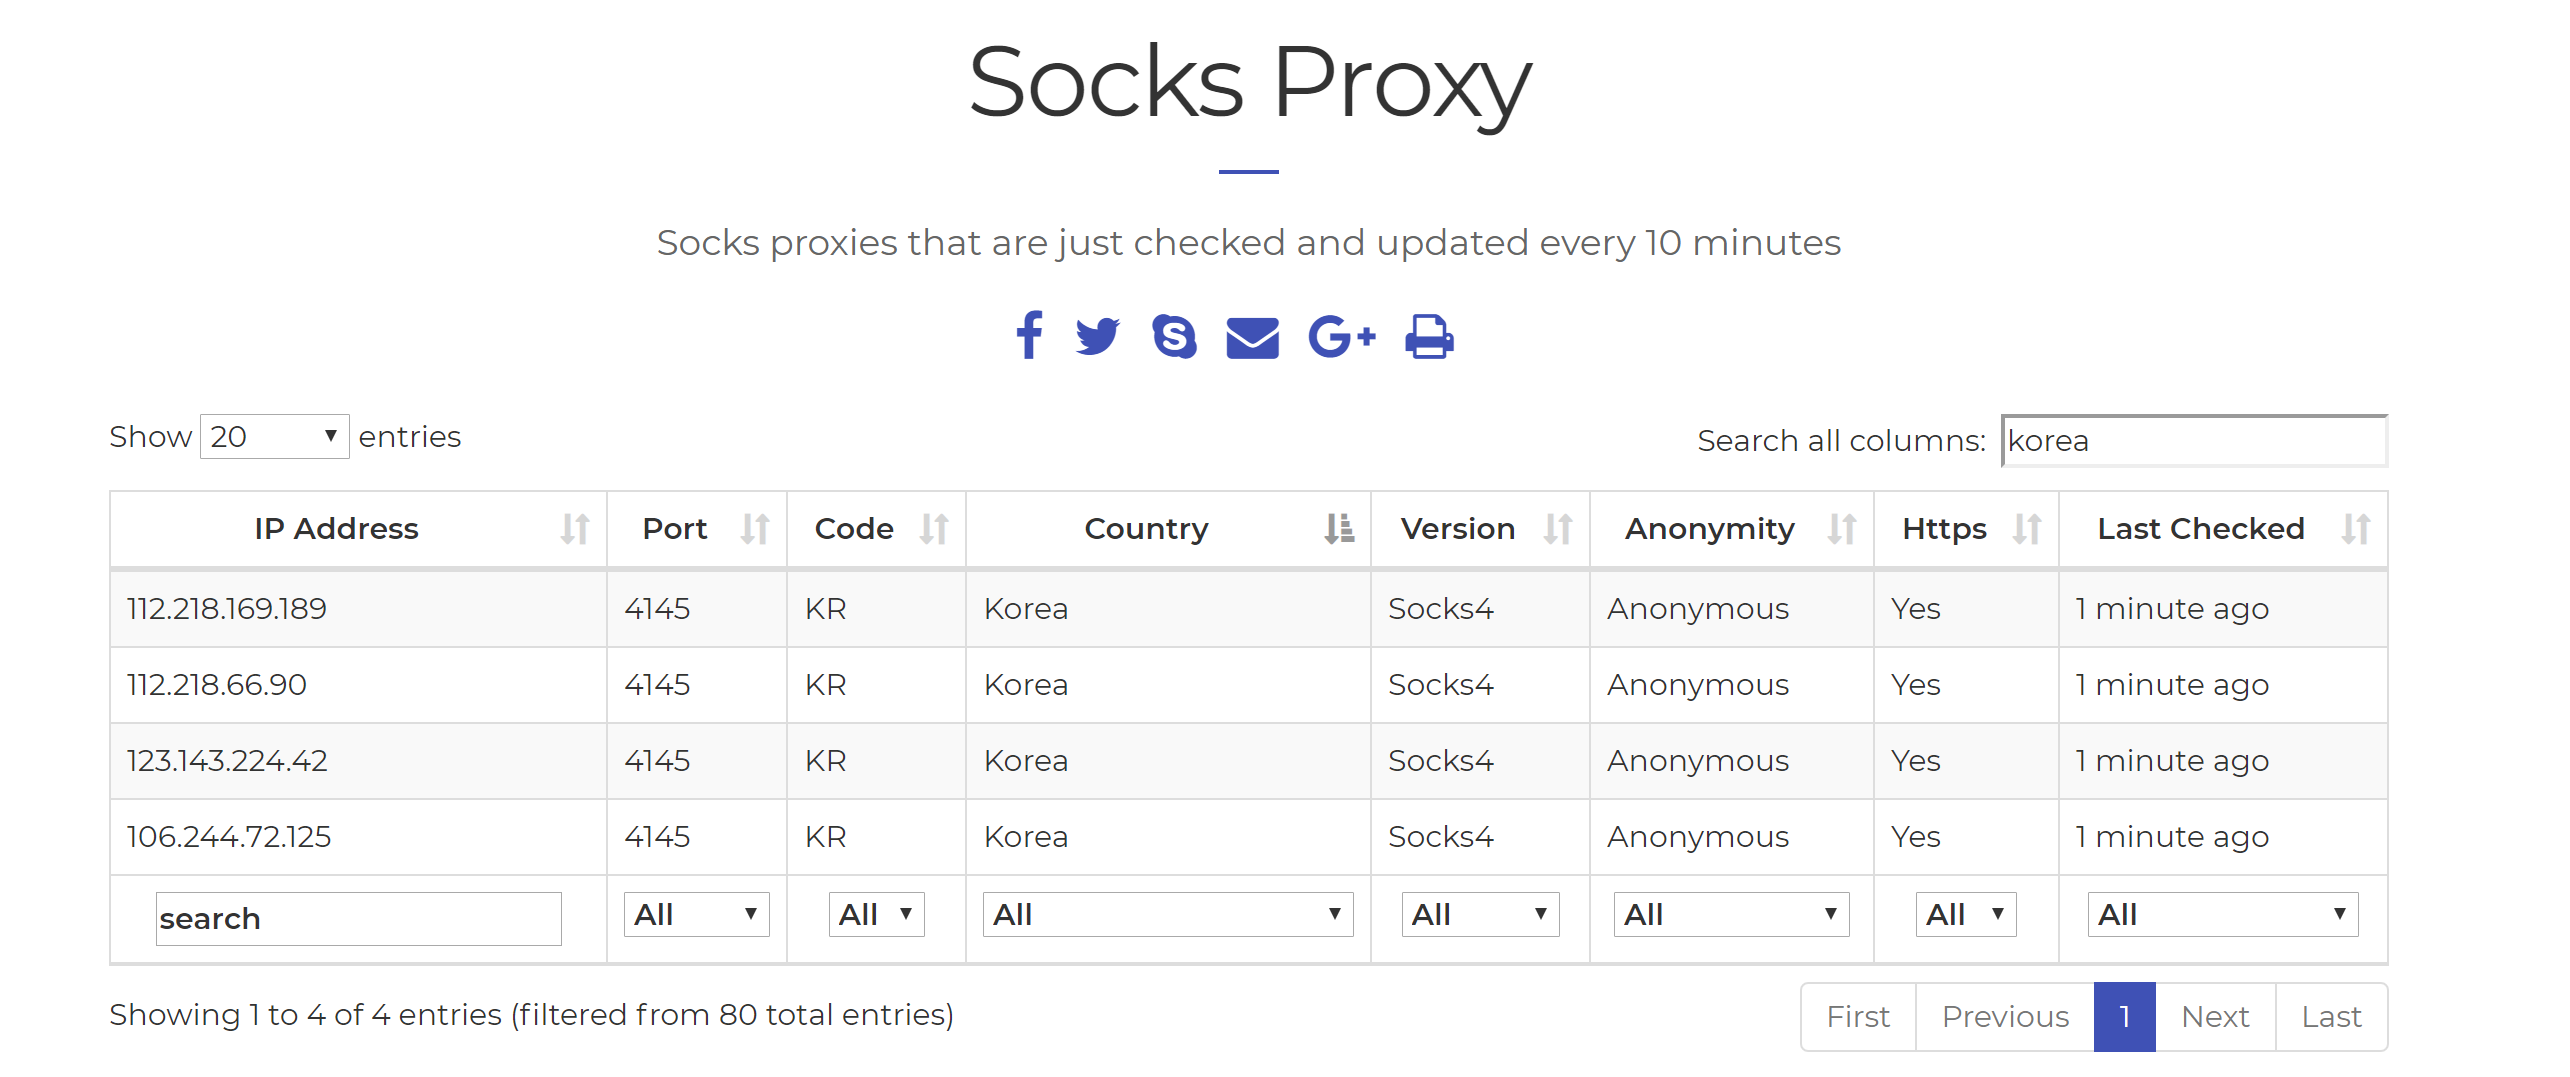 Socks Proxy
Socks proxies that are just checked and updated every 10 minutes
Show 20 entries Search all columns: korea
IP Address Port Code Country Version Anonymity Https Last Checked
112.218.169.189 4145 KR Korea Socks4 Anonymous Yes 1 minute ago
112.218.66.90 4145 KR Korea Socks4 Anonymous Yes 1 minute ago
123.143.224.42 4145 KR Korea Socks4 Anonymous Yes 1 minute ago
106.244.72.125 4145 KR Korea Socks4 Anonymous Yes 1 minute ago
search All All All All All All All
Showing 1 to 4 of 4 entries (filtered from 80 total entries) First Previous 1 Next Last